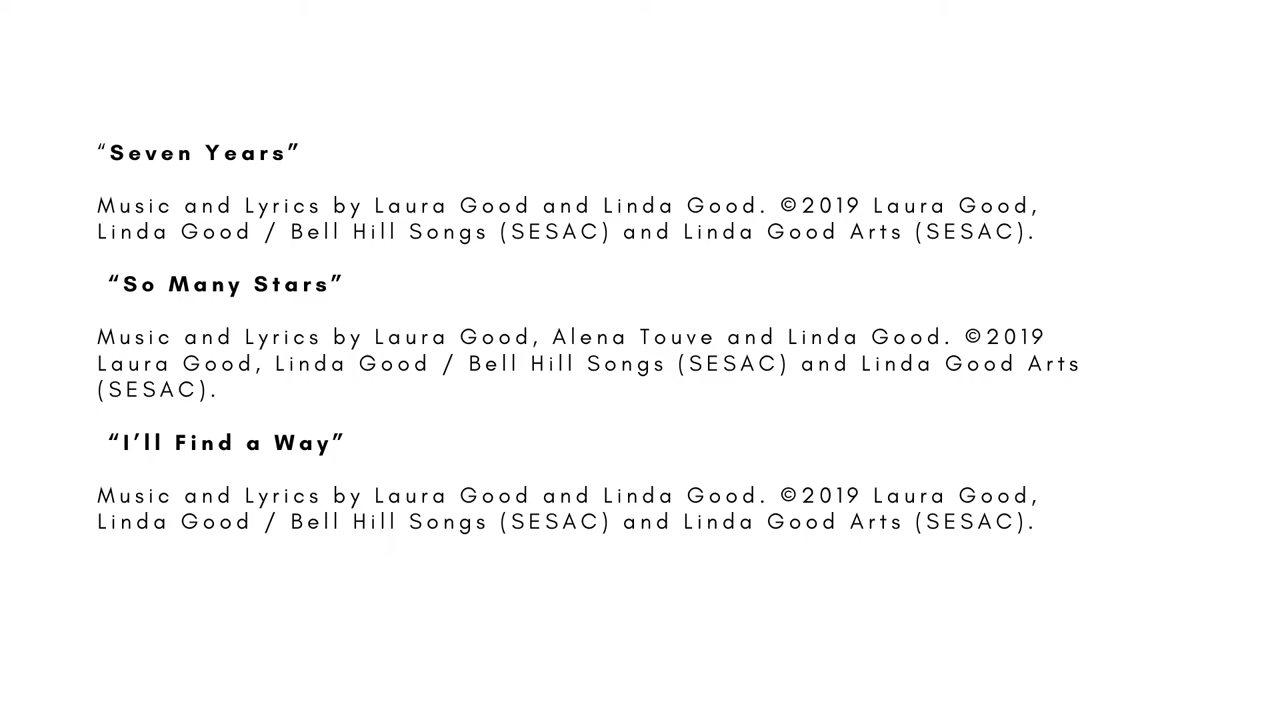 “Seven Years”
Music and Lyrics by Laura Good and Linda Good. ©2019 Laura Good,
Linda Good / Bell Hill Songs (SESAC) and Linda Good Arts (SESAC).
“So Many Stars”
Music and Lyrics by Laura Good, Alena Touve and Linda Good. ©2019
Laura Good, Linda Good / Bell Hill Songs (SESAC) and Linda Good Arts
(SESAC).
“I’ll Find a Way”
Music and Lyrics by Laura Good and Linda Good. ©2019 Laura Good,
Linda Good / Bell Hill Songs (SESAC) and Linda Good Arts (SESAC).